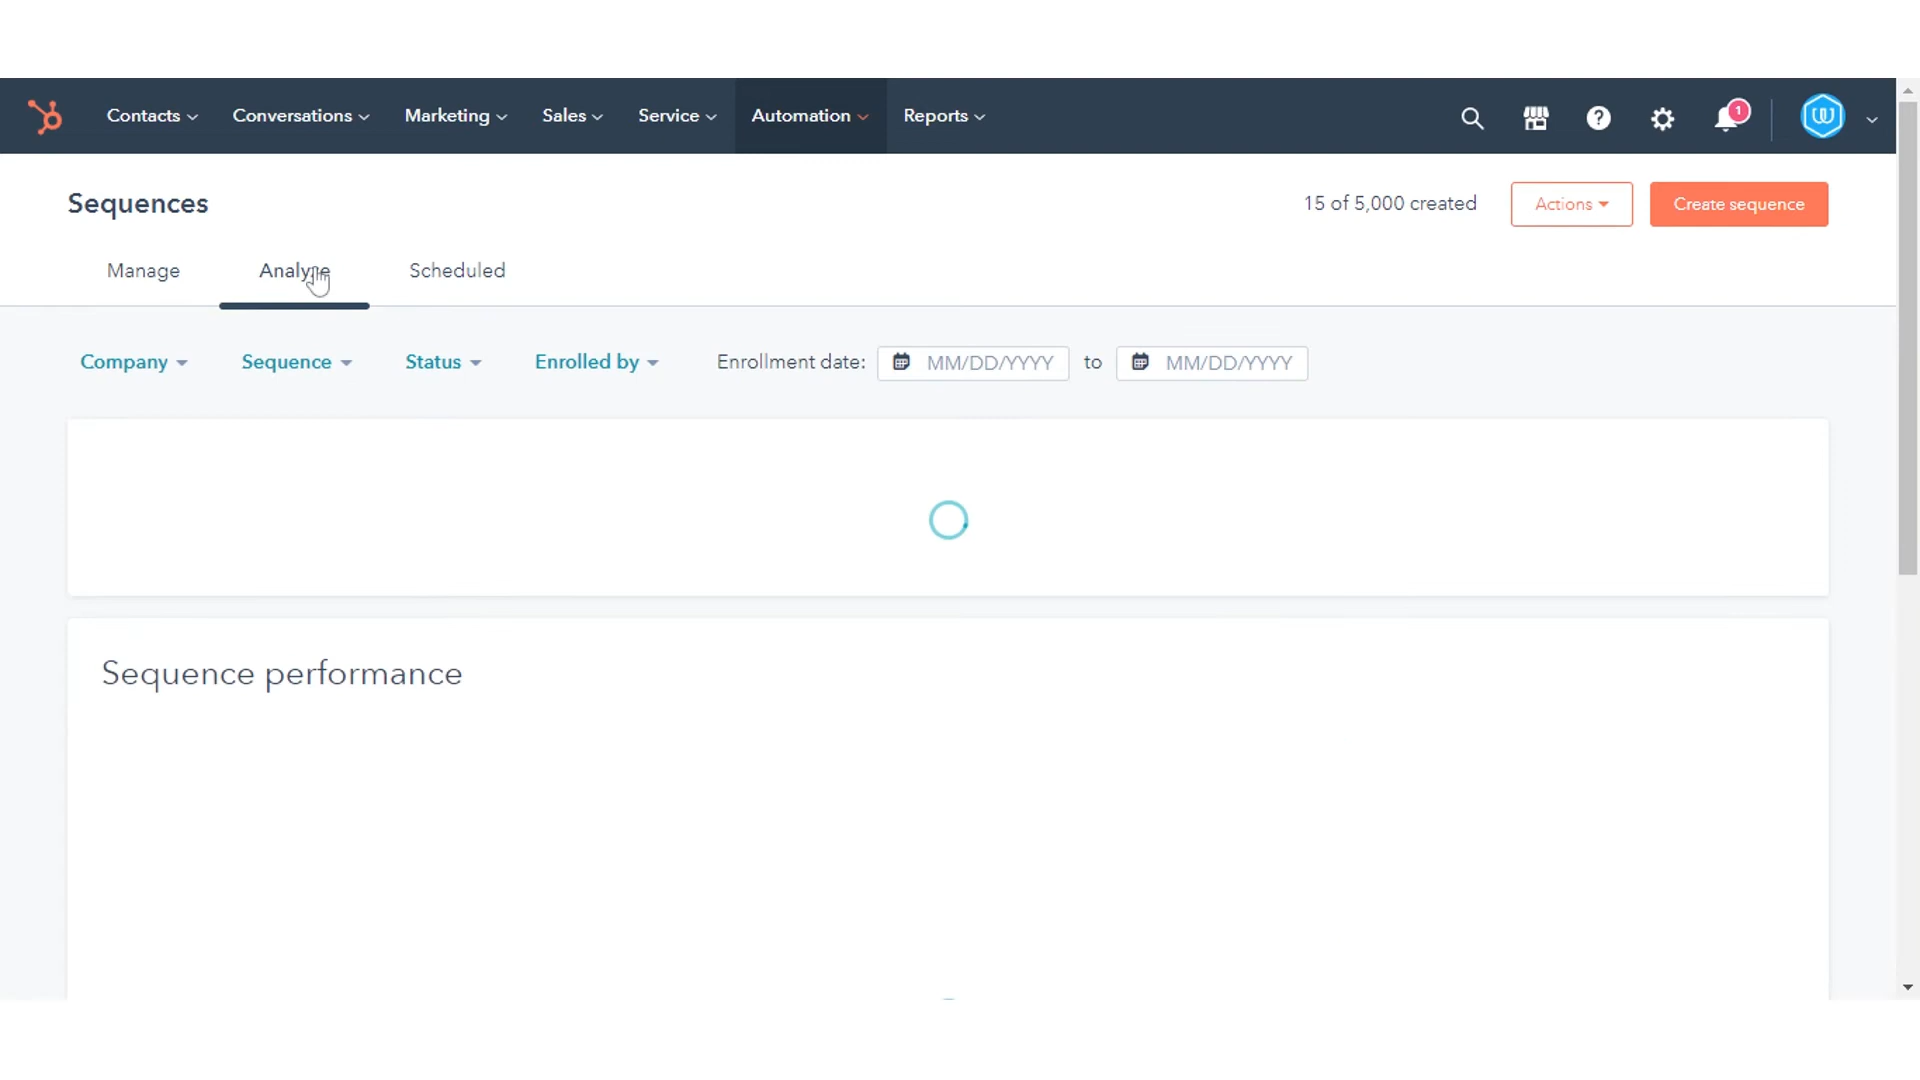 Contacts Conversations Marketing Sales Service Automation Reports 1
Sequences 15 of 5,000 created Actions Create sequence
Manage Analyze Scheduled
Company Sequence Status Enrolled by Enrollment date: MM/DD/YYYY to MM/DD/YYYY
Sequence performance